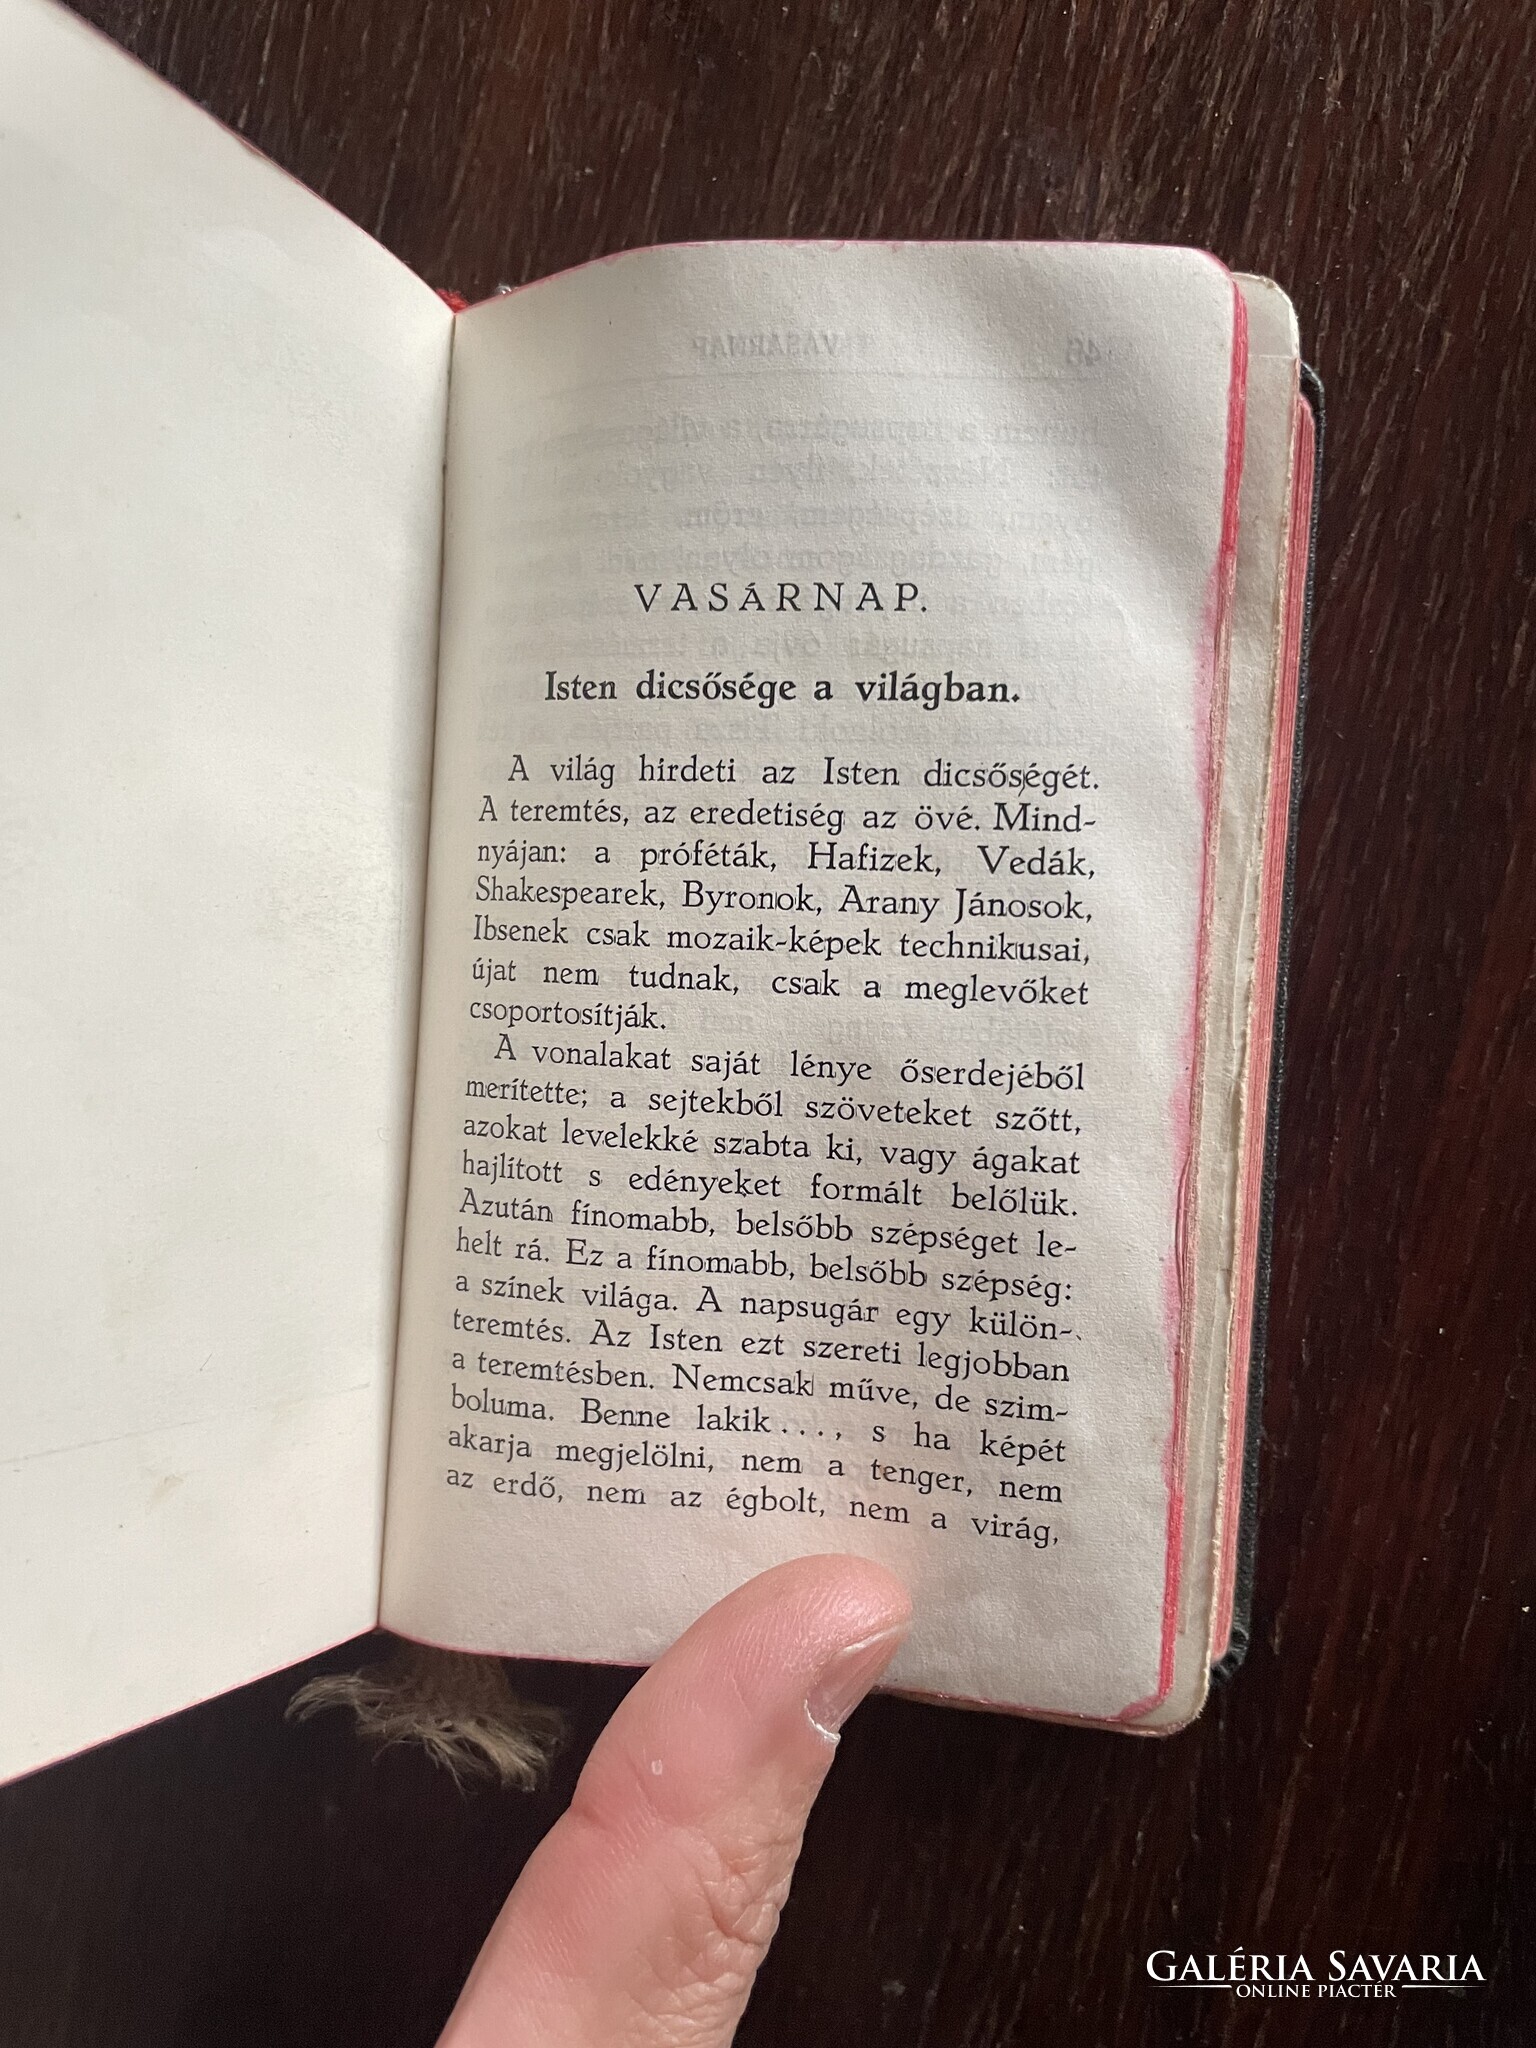 VASÁRNAP.
Isten dicsősége a világban.
A világ hirdeti az Isten dicsőségét.
A teremtés, az eredetiség az övé. Mind-
nyájan: a próféták, Hafizek, Vedák,
Shakespearek, Byronok, Arany Jánosok,
Ibsenek csak mozaik-képek technikusai,
újat nem tudnak, csak a meglevőket
csoportosítják.
A vonalakat saját lénye őserdejéből
merítette; a sejtekből szöveteket szőtt,
azokat levelekké szabta ki, vagy ágakat
hajlított s edényeket formált belőlük.
Azután finomabb, belsőbb szépséget le-
helt rá. Ez a finomabb, belsőbb szépség:
a színek világa. A napsugár egy külön-
teremtés. Az Isten ezt szereti legjobban
a teremtésben. Nemcsak műve, de szim-
boluma. Benne lakik . . . , s ha képét
akarja megjelölni, nem a tenger, nem
az erdő, nem az égbolt, nem a virág,
GALÉRIA SAVARIA
ONLINE PIACTÉR